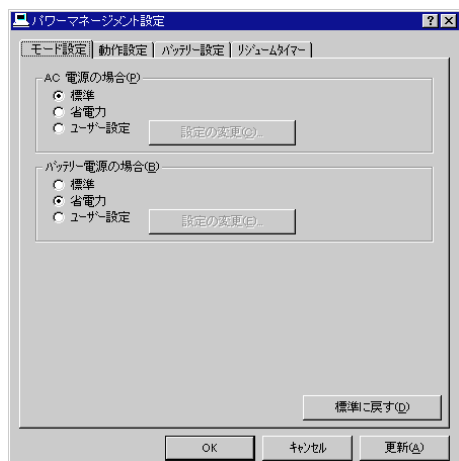 パワーマネージメント設定
モード設定 動作設定 バッテリー設定 リジュームタイマー
AC 電源の場合(P)
標準
省電力
ユーザー設定 設定の変更(O)...
バッテリー電源の場合(B)
標準
省電力
ユーザー設定 設定の変更(E)...
標準に戻す(D)
OK キャンセル 更新(A)